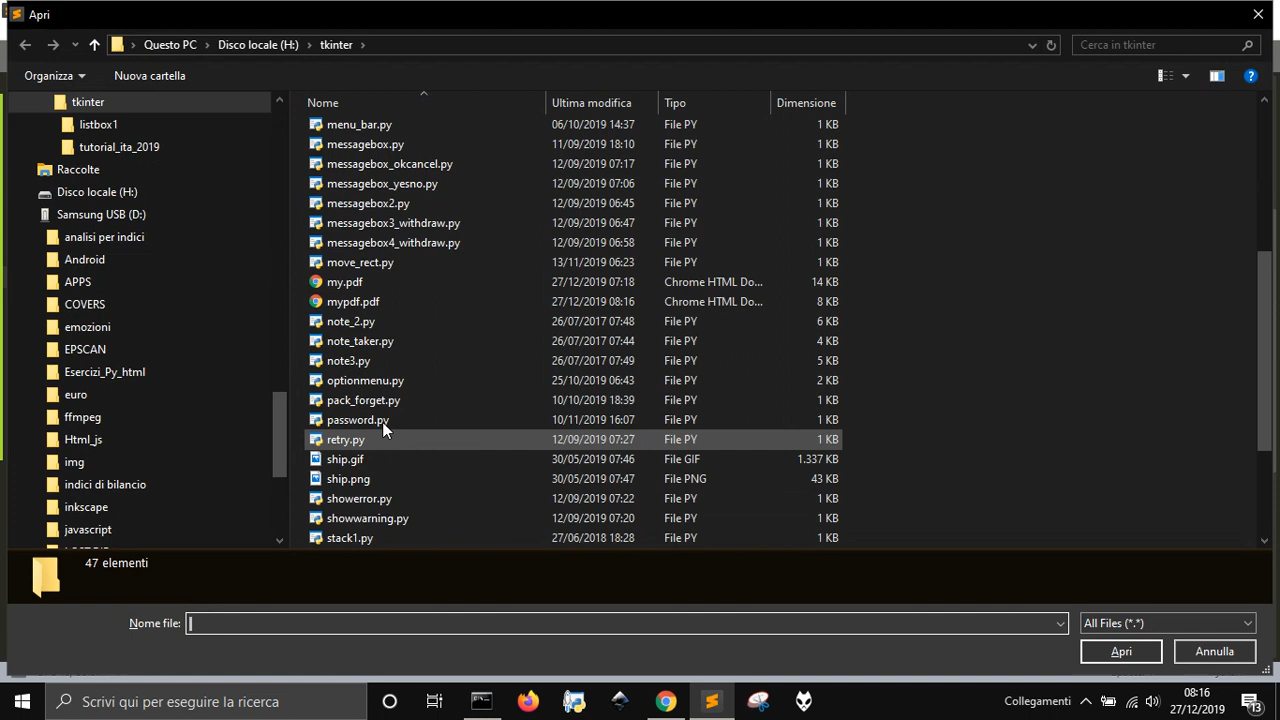 Apri
Questo PC > Disco locale (H:) > tkinter >
Cerca in tkinter
Organizza
Nuova cartella
tkinter
listbox1
tutorial_ita_2019
Raccolte
Disco locale (H:)
Samsung USB (D:)
analisi per indici
Android
APPS
COVERS
emozioni
EPSCAN
Esercizi_Py_html
euro
ffmpeg
Html_js
img
indici di bilancio
inkscape
javascript
Nome Ultima modifica Tipo Dimensione
menu_bar.py 06/10/2019 14:37 File PY 1 KB
messagebox.py 11/09/2019 18:10 File PY 1 KB
messagebox_okcancel.py 12/09/2019 07:17 File PY 1 KB
messagebox_yesno.py 12/09/2019 07:06 File PY 1 KB
messagebox2.py 12/09/2019 06:45 File PY 1 KB
messagebox3_withdraw.py 12/09/2019 06:47 File PY 1 KB
messagebox4_withdraw.py 12/09/2019 06:58 File PY 1 KB
move_rect.py 13/11/2019 06:23 File PY 1 KB
my.pdf 27/12/2019 07:18 Chrome HTML Do... 14 KB
mypdf.pdf 27/12/2019 08:16 Chrome HTML Do... 8 KB
note_2.py 26/07/2017 07:48 File PY 6 KB
note_taker.py 26/07/2017 07:44 File PY 4 KB
note3.py 26/07/2017 07:49 File PY 5 KB
optionmenu.py 25/10/2019 06:43 File PY 2 KB
pack_forget.py 10/10/2019 18:39 File PY 1 KB
password.py 10/11/2019 16:07 File PY 1 KB
retry.py 12/09/2019 07:27 File PY 1 KB
ship.gif 30/05/2019 07:46 File GIF 1.337 KB
ship.png 30/05/2019 07:47 File PNG 43 KB
showerror.py 12/09/2019 07:22 File PY 1 KB
showwarning.py 12/09/2019 07:20 File PY 1 KB
stack1.py 27/06/2018 18:28 File PY 1 KB
47 elementi
Nome file:
All Files (*.*)
Apri
Annulla
Scrivi qui per eseguire la ricerca
Collegamenti
08:16
27/12/2019
13